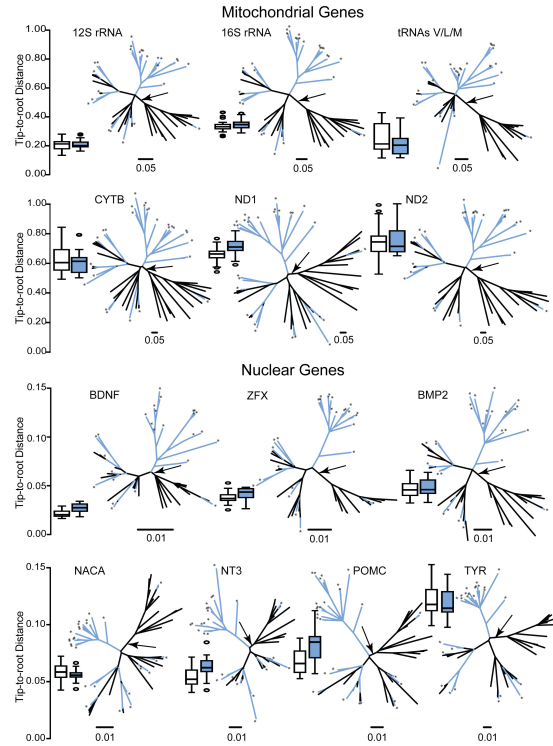 Mitochondrial Genes
12S rRNA 16S rRNA tRNAs V/L/M
Tip-to-root Distance
1.00
0.80
0.60
0.40
0.20
0.00
0.05 0.05 0.05
CYTB ND1 ND2
Tip-to-root Distance
1.00
0.80
0.60
0.40
0.20
0.00
0.05 0.05 0.05
Nuclear Genes
BDNF ZFX BMP2
Tip-to-root Distance
0.15
0.10
0.05
0.00
0.01 0.01 0.01
NACA NT3 POMC TYR
Tip-to-root Distance
0.15
0.10
0.05
0.00
0.01 0.01 0.01 0.01